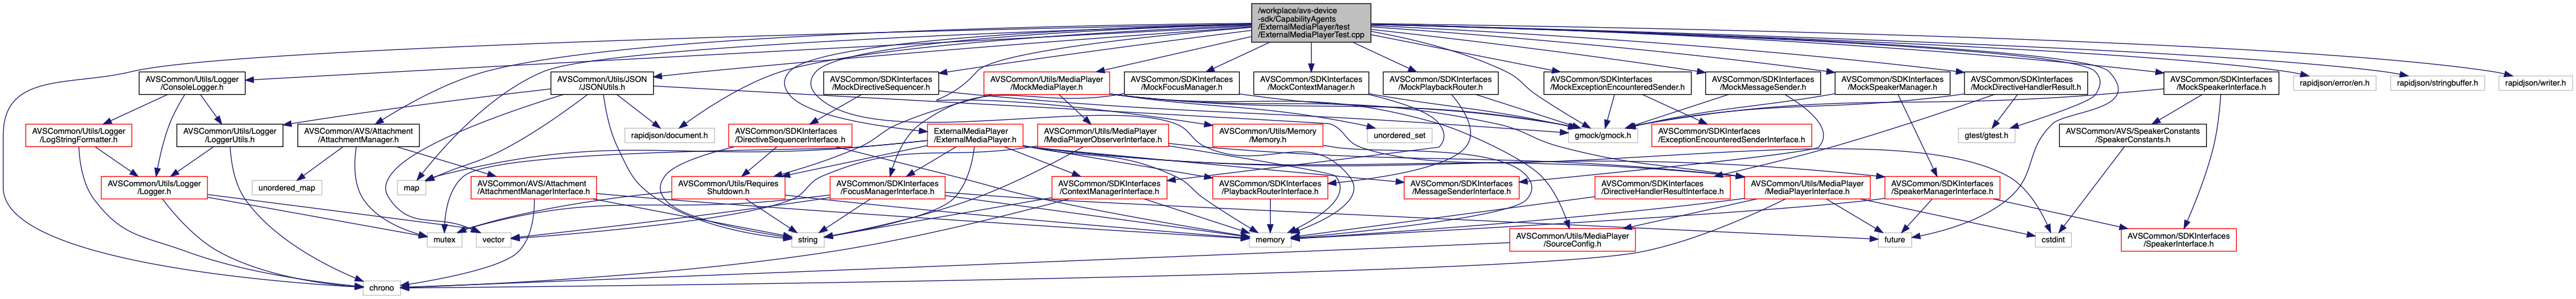 /workplace/avs-device
-sdk/CapabilityAgents
/ExternalMediaPlayer/test
/ExternalMediaPlayerTest.cpp
AVSCommon/Utils/Logger
/ConsoleLogger.h
AVSCommon/Utils/JSON
/JSONUtils.h
AVSCommon/SDKInterfaces
/MockDirectiveSequencer.h
AVSCommon/Utils/MediaPlayer
/MockMediaPlayer.h
AVSCommon/SDKInterfaces
/MockFocusManager.h
AVSCommon/SDKInterfaces
/MockContextManager.h
AVSCommon/SDKInterfaces
/MockPlaybackRouter.h
AVSCommon/SDKInterfaces
/MockExceptionEncounteredSender.h
AVSCommon/SDKInterfaces
/MockMessageSender.h
AVSCommon/SDKInterfaces
/MockSpeakerManager.h
AVSCommon/SDKInterfaces
/MockDirectiveHandlerResult.h
AVSCommon/SDKInterfaces
/MockSpeakerInterface.h
rapidjson/error/en.h
rapidjson/stringbuffer.h
rapidjson/writer.h
AVSCommon/Utils/Logger
/LogStringFormatter.h
AVSCommon/Utils/Logger
/LoggerUtils.h
AVSCommon/AVS/Attachment
/AttachmentManager.h
rapidjson/document.h
AVSCommon/SDKInterfaces
/DirectiveSequencerInterface.h
ExternalMediaPlayer
/ExternalMediaPlayer.h
AVSCommon/Utils/MediaPlayer
/MediaPlayerObserverInterface.h
AVSCommon/Utils/Memory
/Memory.h
unordered_set
gmock/gmock.h
AVSCommon/SDKInterfaces
/ExceptionEncounteredSenderInterface.h
gtest/gtest.h
AVSCommon/AVS/SpeakerConstants
/SpeakerConstants.h
AVSCommon/Utils/Logger
/Logger.h
unordered_map
map
AVSCommon/AVS/Attachment
/AttachmentManagerInterface.h
AVSCommon/Utils/Requires
Shutdown.h
AVSCommon/SDKInterfaces
/FocusManagerInterface.h
AVSCommon/SDKInterfaces
/ContextManagerInterface.h
AVSCommon/SDKInterfaces
/PlaybackRouterInterface.h
AVSCommon/SDKInterfaces
/MessageSenderInterface.h
AVSCommon/SDKInterfaces
/DirectiveHandlerResultInterface.h
AVSCommon/Utils/MediaPlayer
/MediaPlayerInterface.h
AVSCommon/SDKInterfaces
/SpeakerManagerInterface.h
mutex
vector
string
memory
AVSCommon/Utils/MediaPlayer
/SourceConfig.h
future
cstdint
AVSCommon/SDKInterfaces
/SpeakerInterface.h
chrono